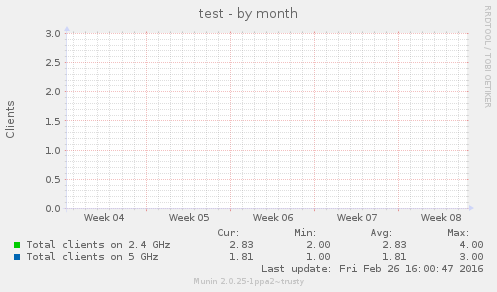 test - by month
RRDTOOL / TOBI OETIKER
Clients
3.0
2.5
2.0
1.5
1.0
0.5
0.0
Week 04 Week 05 Week 06 Week 07 Week 08
Cur: Min: Avg: Max:
Total clients on 2.4 GHz 2.83 2.00 2.83 4.00
Total clients on 5 GHz 1.81 1.00 1.81 3.00
Last update: Fri Feb 26 16:00:47 2016
Munin 2.0.25-1ppa2~trusty